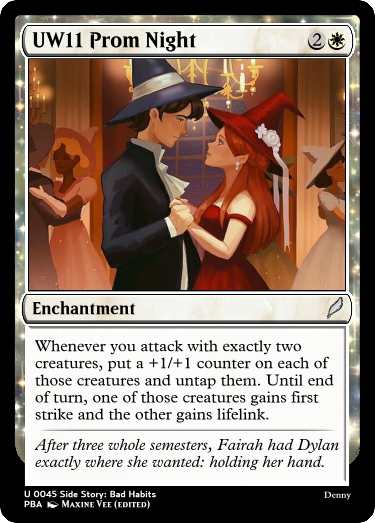 UW11 Prom Night 2
Enchantment
Whenever you attack with exactly two
creatures, put a +1/+1 counter on each of
those creatures and untap them. Until end
of turn, one of those creatures gains first
strike and the other gains lifelink.
After three whole semesters, Fairah had Dylan
exactly where she wanted: holding her hand.
U 0045 Side Story: Bad Habits Denny
PBA Maxine Vee (edited)